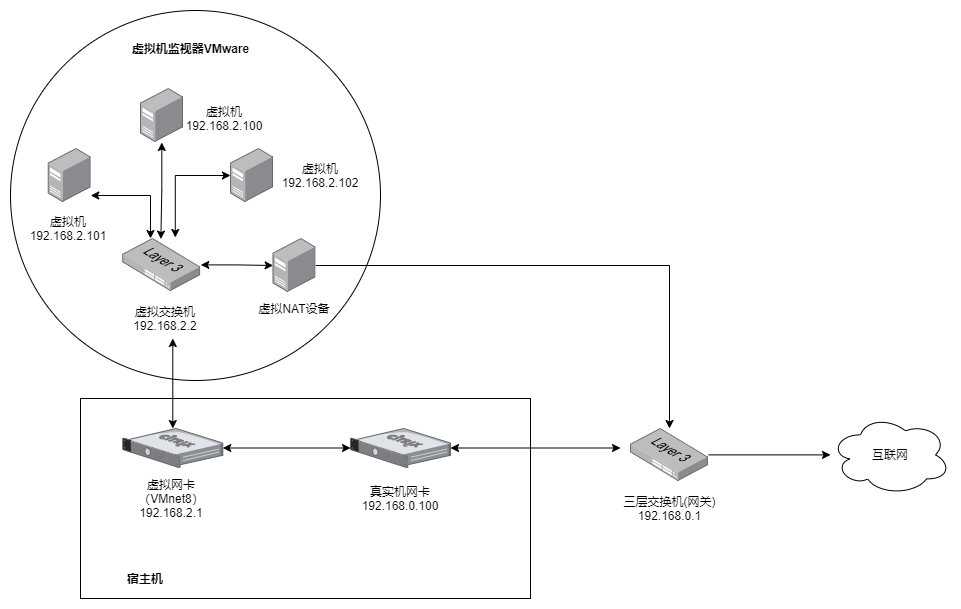 虚拟机监视器VMware
虚拟机
192.168.2.100
虚拟机
192.168.2.102
虚拟机
192.168.2.101
Layer 3
虚拟交换机
192.168.2.2
虚拟NAT设备
citrix
虚拟网卡
（VMnet8）
192.168.2.1
citrix
真实机网卡
192.168.0.100
Layer 3
三层交换机(网关)
192.168.0.1
互联网
宿主机